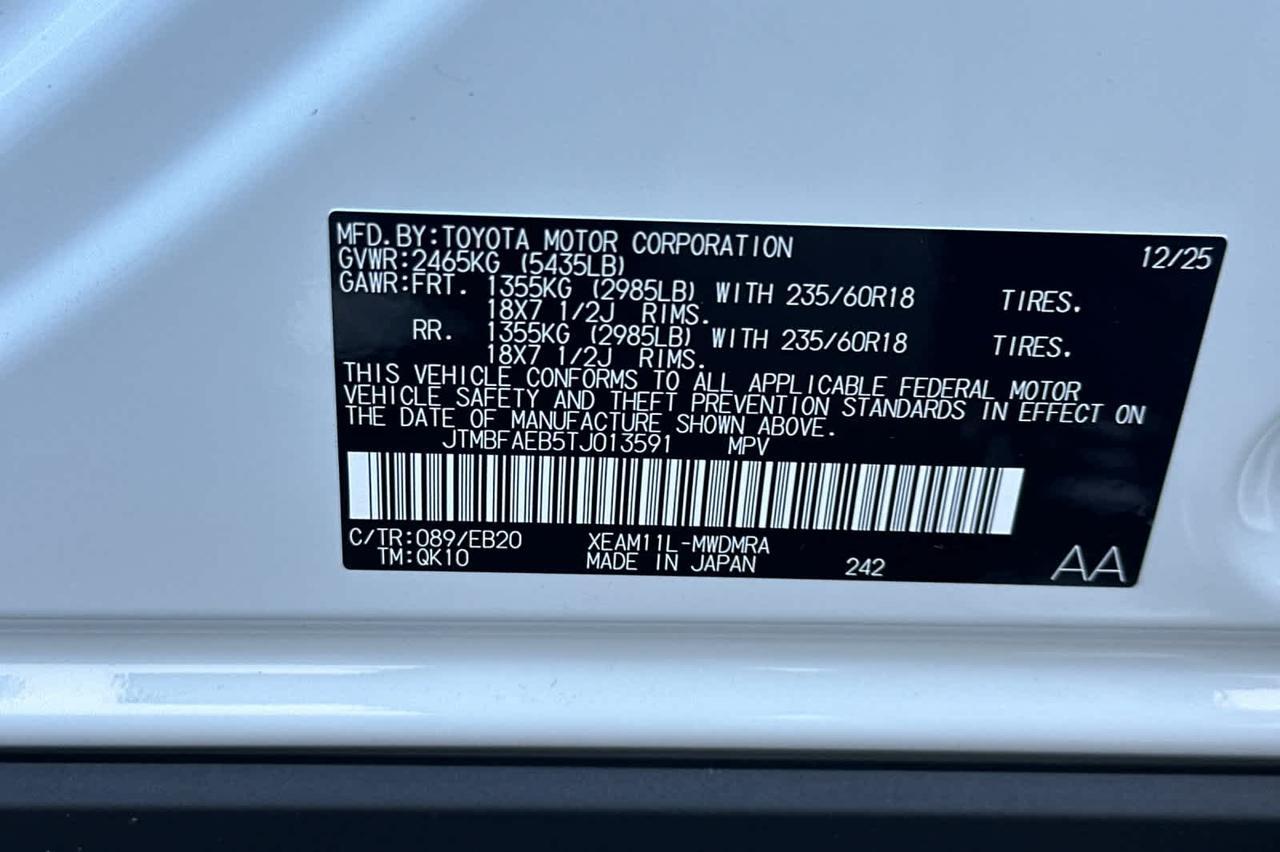 MFD.BY:TOYOTA MOTOR CORPORATION 12/25
GVWR:2465KG (5435LB)
GAWR:FRT. 1355KG (2985LB) WITH 235/60R18 TIRES.
18X7 1/2J RIMS.
RR. 1355KG (2985LB) WITH 235/60R18 TIRES.
18X7 1/2J RIMS.
THIS VEHICLE CONFORMS TO ALL APPLICABLE FEDERAL MOTOR
VEHICLE SAFETY AND THEFT PREVENTION STANDARDS IN EFFECT ON
THE DATE OF MANUFACTURE SHOWN ABOVE.
JTMBFAEB5TJ013591 MPV
C/TR:089/EB20 XEAM11L-MWDMRA
TM:QK10 MADE IN JAPAN 242 AA